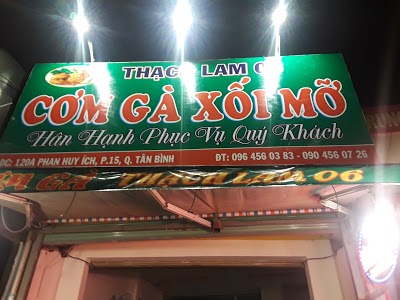 THẠCH LAM 06
CƠM GÀ XỐI MỠ
Hân Hạnh Phục Vụ Quý Khách
ĐC: 120A PHAN HUY ÍCH, P.15, Q. TÂN BÌNH ĐT: 096 456 03 83 - 090 456 07 26
GÀ THẠCH LAM 06